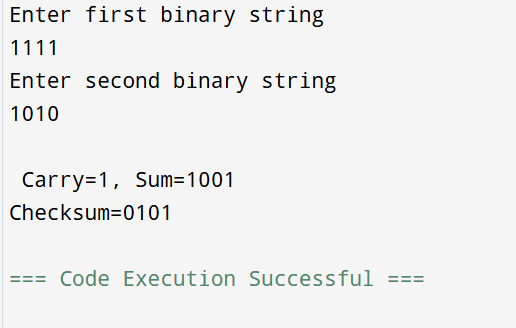 Enter first binary string
1111
Enter second binary string
1010
Carry=1, Sum=1001
Checksum=0101
=== Code Execution Successful ===